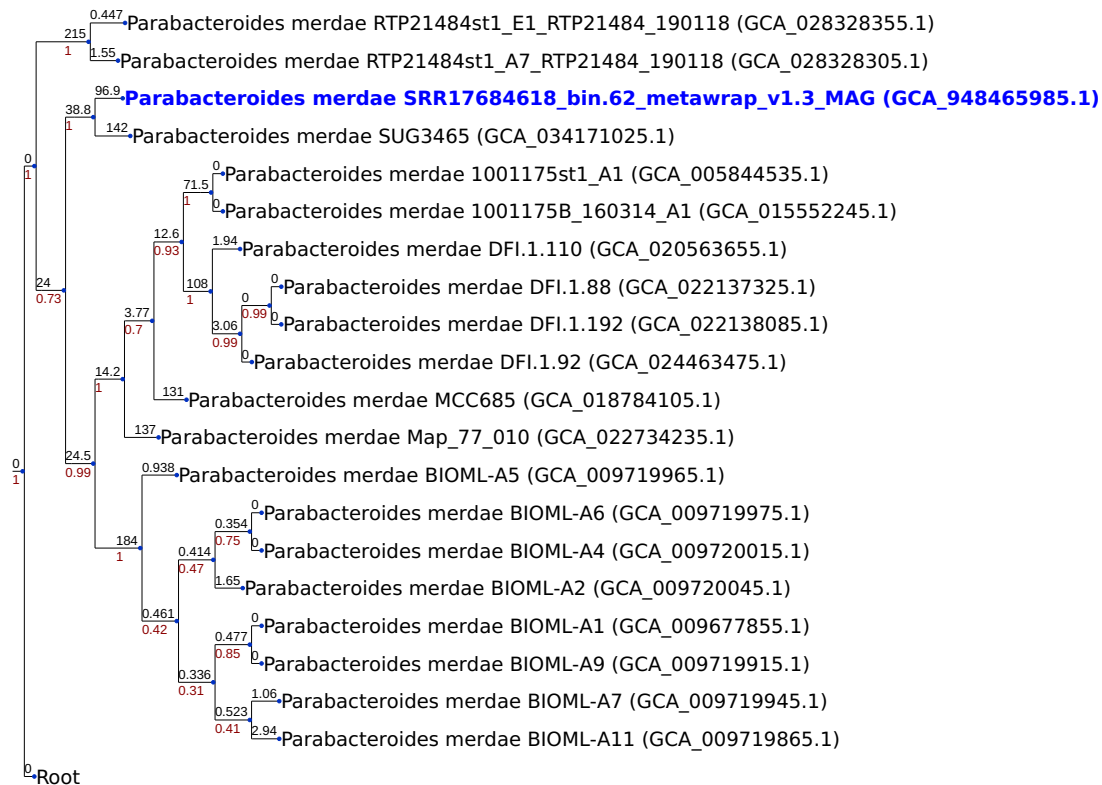 0.447 Parabacteroides merdae RTP21484st1_E1_RTP21484_190118 (GCA_028328355.1)
215
1
1.55 Parabacteroides merdae RTP21484st1_A7_RTP21484_190118 (GCA_028328305.1)
96.9 Parabacteroides merdae SRR17684618_bin.62_metawrap_v1.3_MAG (GCA_948465985.1)
38.8
1
142 Parabacteroides merdae SUG3465 (GCA_034171025.1)
0
1
0 Parabacteroides merdae 1001175st1_A1 (GCA_005844535.1)
71.5
1
0 Parabacteroides merdae 1001175B_160314_A1 (GCA_015552245.1)
12.6
0.93
1.94 Parabacteroides merdae DFI.1.110 (GCA_020563655.1)
24
0.73
108
1
0 Parabacteroides merdae DFI.1.88 (GCA_022137325.1)
0
0.99
3.77
0.7
3.06
0.99
0 Parabacteroides merdae DFI.1.192 (GCA_022138085.1)
0 Parabacteroides merdae DFI.1.92 (GCA_024463475.1)
14.2
1
131 Parabacteroides merdae MCC685 (GCA_018784105.1)
137 Parabacteroides merdae Map_77_010 (GCA_022734235.1)
24.5
0.99
0
1
0.938 Parabacteroides merdae BIOML-A5 (GCA_009719965.1)
0 Parabacteroides merdae BIOML-A6 (GCA_009719975.1)
0.354
0.75
184
1
0.414
0.47
0 Parabacteroides merdae BIOML-A4 (GCA_009720015.1)
1.65 Parabacteroides merdae BIOML-A2 (GCA_009720045.1)
0.461
0.42
0 Parabacteroides merdae BIOML-A1 (GCA_009677855.1)
0.477
0.85
0 Parabacteroides merdae BIOML-A9 (GCA_009719915.1)
0.336
0.31
1.06 Parabacteroides merdae BIOML-A7 (GCA_009719945.1)
0.523
0.41
2.94 Parabacteroides merdae BIOML-A11 (GCA_009719865.1)
0 Root